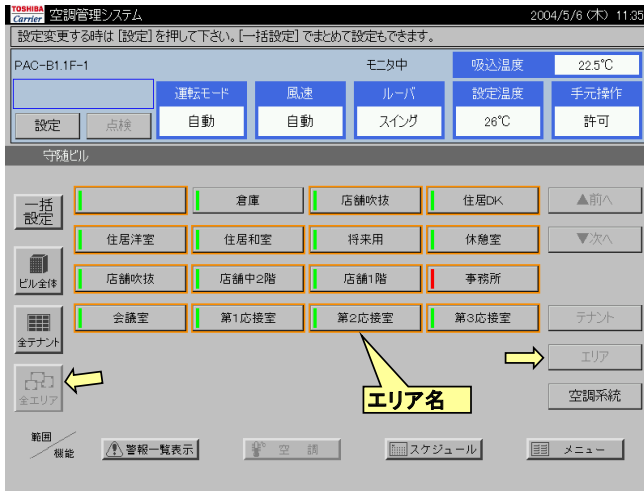 TOSHIBA
Carrier 空調管理システム 2004/5/6 (木) 11:35
設定変更する時は [設定] を押して下さい。[一括設定] でまとめて設定もできます。
PAC-B1.1F-1 モニタ中 吸込温度 22.5℃
運転モード 風速 ルーバ 設定温度 手元操作
設定 点検 自動 自動 スイング 26℃ 許可
守随ビル
一括
設定
倉庫 店舗吹抜 住居DK ▲前へ
住居洋室 住居和室 将来用 休憩室 ▼次へ
ビル全体
店舗吹抜 店舗中2階 店舗1階 事務所
会議室 第1応接室 第2応接室 第3応接室 テナント
全テナント
エリア
全エリア
エリア名
空調系統
範囲
機能
警報一覧表示 空調 スケジュール メニュー